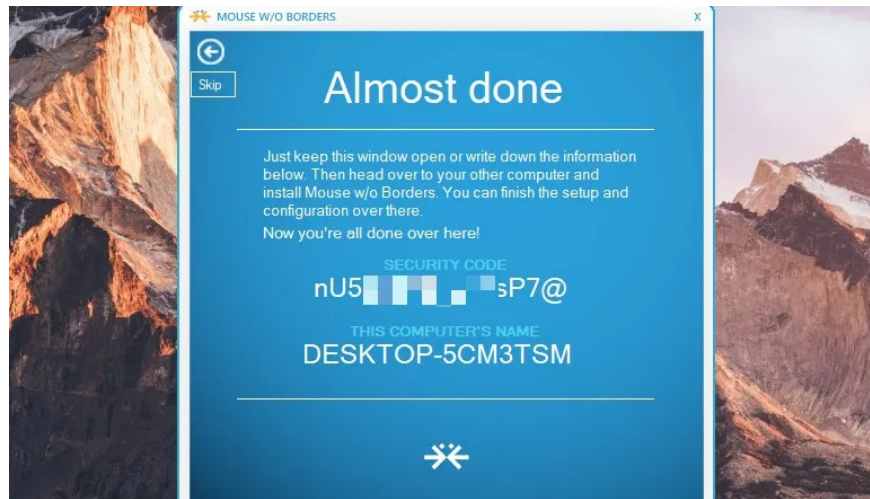 MOUSE W/O BORDERS
X
Skip
Almost done
Just keep this window open or write down the information
below. Then head over to your other computer and
install Mouse w/o Borders. You can finish the setup and
configuration over there.
Now you're all done over here!
SECURITY CODE
nU5 sP7@
THIS COMPUTER'S NAME
DESKTOP-5CM3TSM